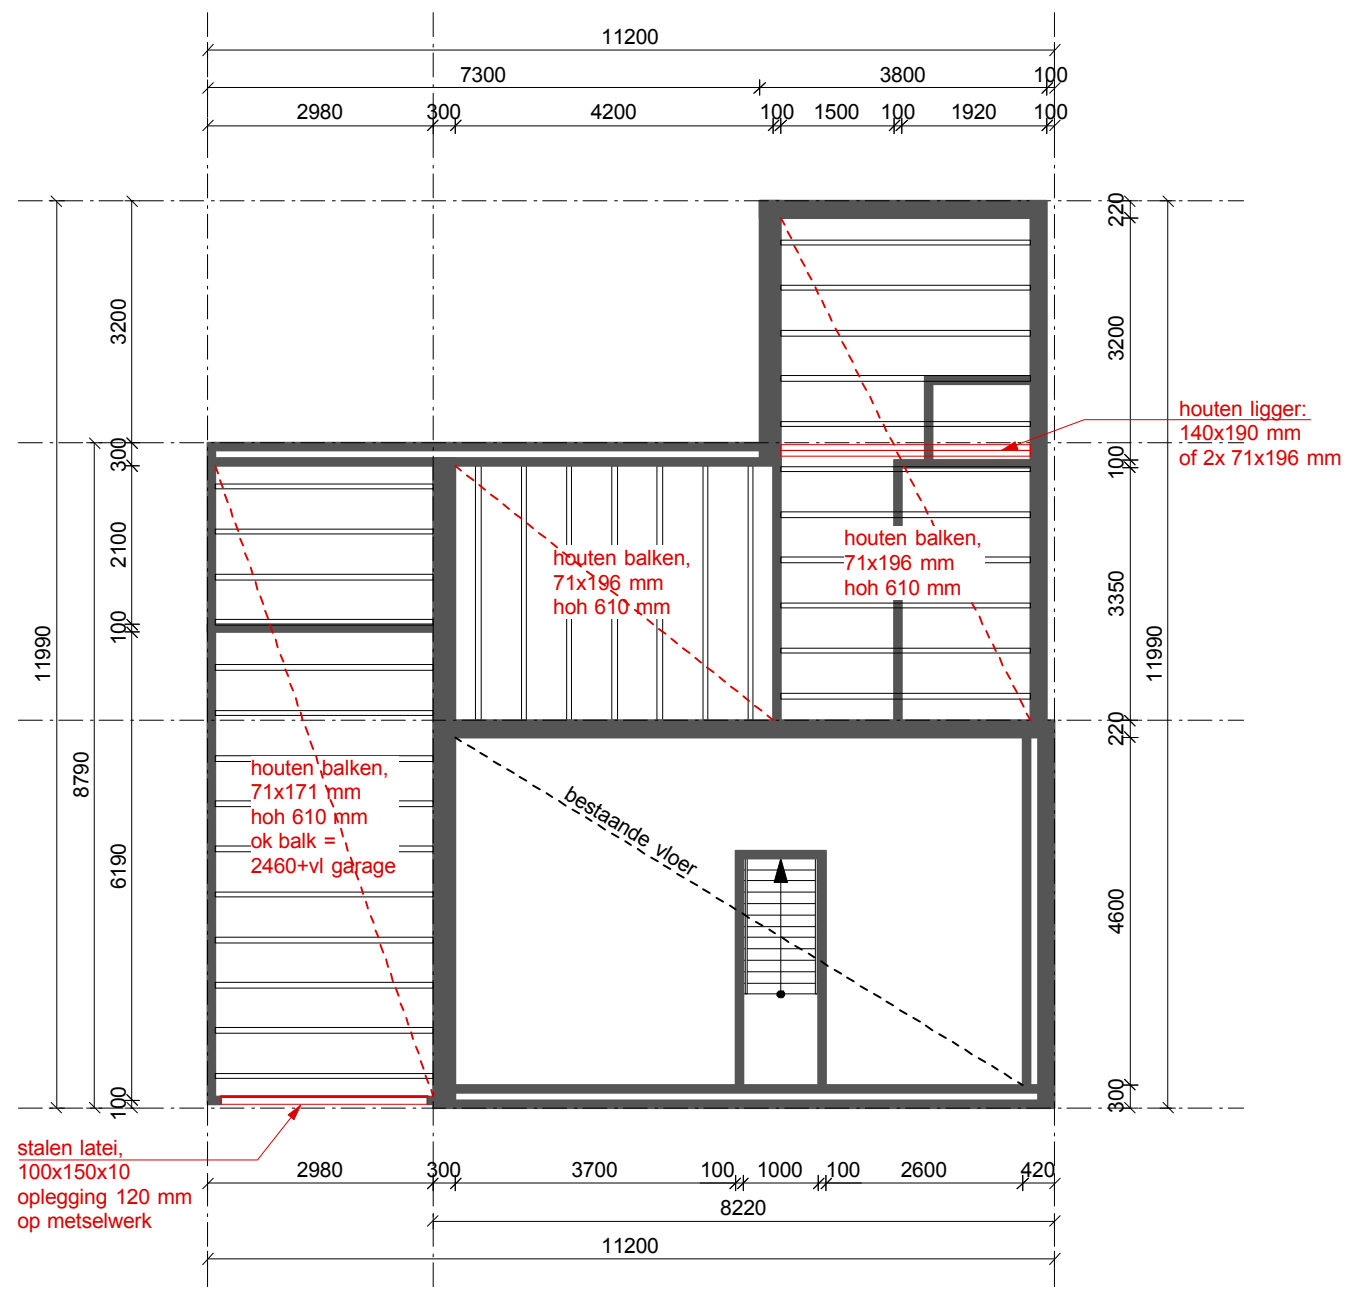 11200
7300
3800
100
2980
300
4200
100
1500
100
1920
100
220
3200
3200
houten ligger:
140x190 mm
of 2x 71x196 mm
300
100
houten balken,
71x196 mm
hoh 610 mm
houten balken,
71x196 mm
hoh 610 mm
2100
3350
100
11990
11990
220
8790
houten balken,
71x171 mm
hoh 610 mm
ok balk =
2460+vl garage
bestaande vloer
6190
4600
100
300
stalen latei,
100x150x10
oplegging 120 mm
op metselwerk
2980
300
3700
100
1000
100
2600
420
8220
11200